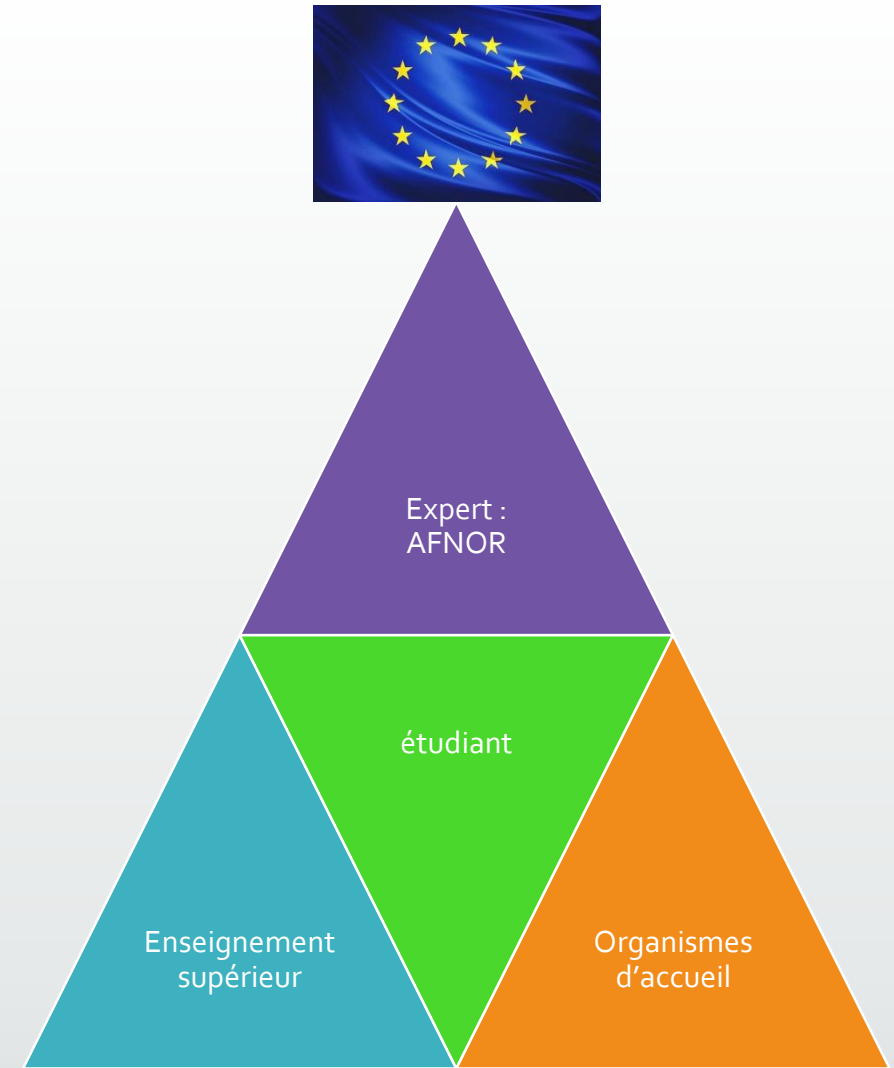 Expert :
AFNOR
étudiant
Enseignement
supérieur
Organismes
d’accueil